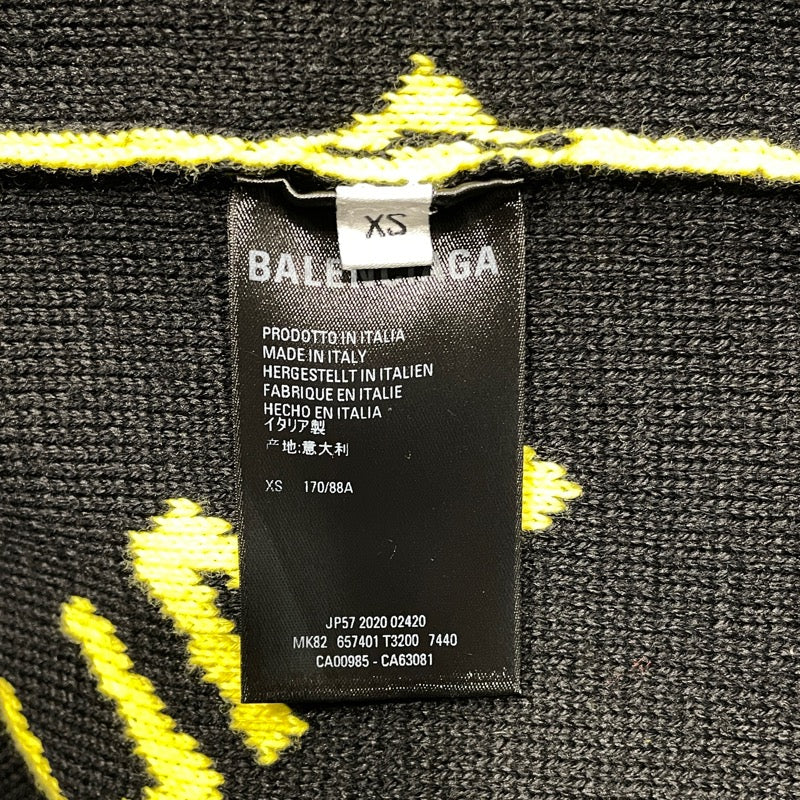 XS
BALENCIAGA
PRODOTTO IN ITALIA
MADE IN ITALY
HERGESTELLT IN ITALIEN
FABRIQUE EN ITALIE
HECHO EN ITALIA
イタリア製
产地:意大利
XS 170/88A
JP57 2020 02420
MK82 657401 T3200 7440
CA00985 - CA63081